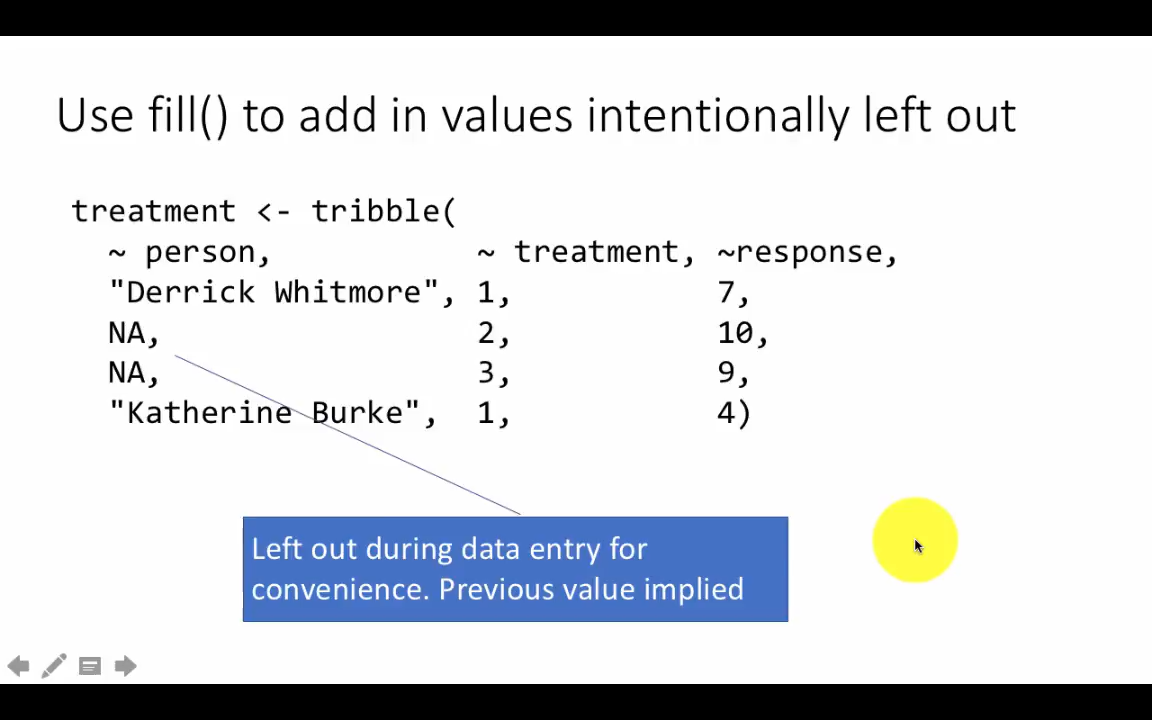 Use fill() to add in values intentionally left out
treatment <- tribble(
~ person, ~ treatment, ~response,
"Derrick Whitmore", 1, 7,
NA, 2, 10,
NA, 3, 9,
"Katherine Burke", 1, 4)
Left out during data entry for
convenience. Previous value implied